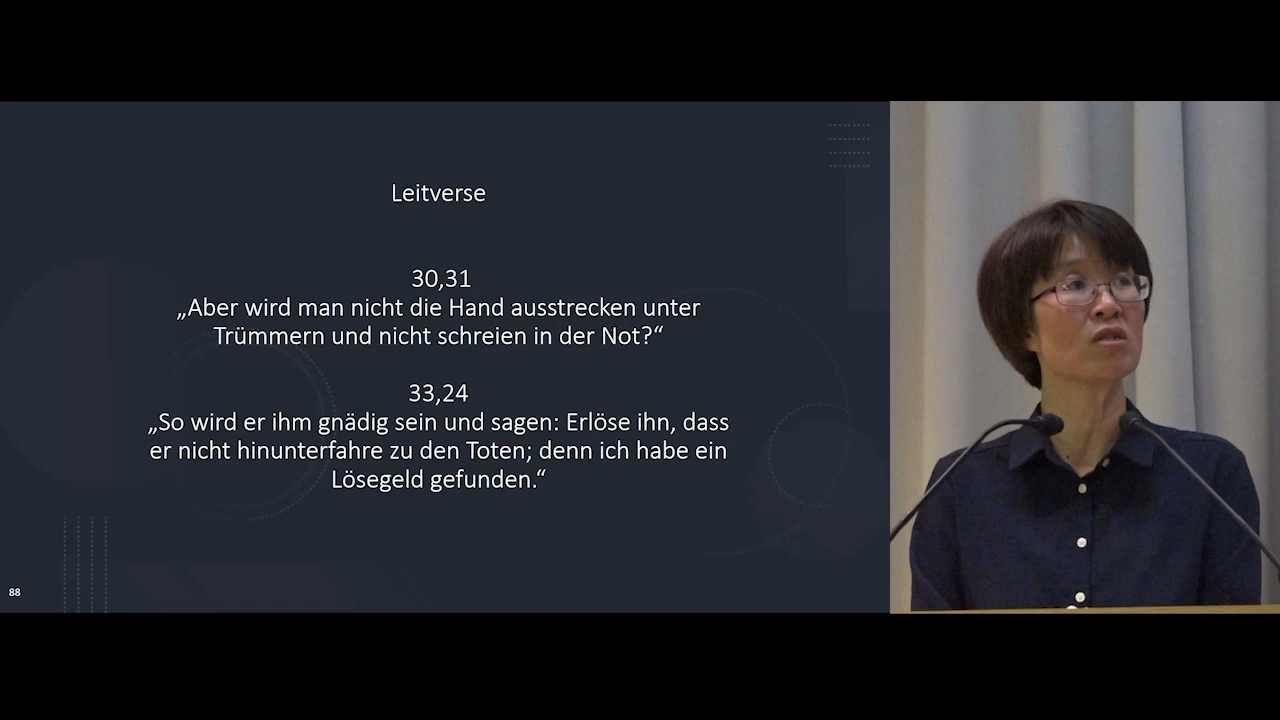 Leitverse
30,31
„Aber wird man nicht die Hand ausstrecken unter
Trümmern und nicht schreien in der Not?“
33,24
„So wird er ihm gnädig sein und sagen: Erlöse ihn, dass
er nicht hinunterfahre zu den Toten; denn ich habe ein
Lösegeld gefunden.“
88